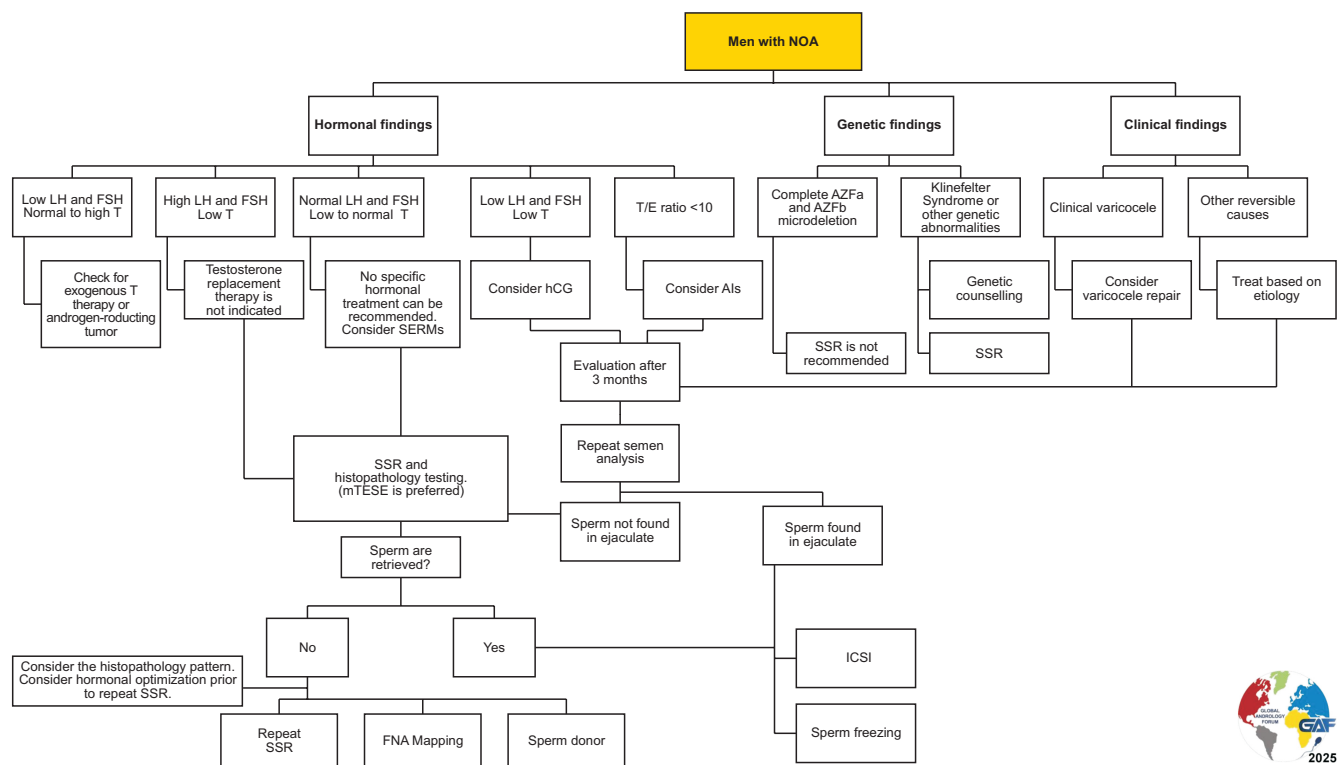 Men with NOA
Hormonal findings
Genetic findings
Clinical findings
Low LH and FSH
Normal to high T
High LH and FSH
Low T
Normal LH and FSH
Low to normal T
Low LH and FSH
Low T
T/E ratio <10
Complete AZFa
and AZFb
microdeletion
Klinefelter
Syndrome or
other genetic
abnormalities
Clinical varicocele
Other reversible
causes
Check for
exogenous T
therapy or
androgen-roducting
tumor
Testosterone
replacement
therapy is
not indicated
No specific
hormonal
treatment can be
recommended.
Consider SERMs
Consider hCG
Consider AIs
Genetic
counselling
Consider
varicocele repair
Treat based on
etiology
Evaluation after
3 months
SSR is not
recommended
SSR
Repeat semen
analysis
SSR and
histopathology testing.
(mTESE is preferred)
Sperm not found
in ejaculate
Sperm found
in ejaculate
Sperm are
retrieved?
No
Yes
ICSI
Consider the histopathology pattern.
Consider hormonal optimization prior
to repeat SSR.
Repeat
SSR
FNA Mapping
Sperm donor
Sperm freezing
GLOBAL
ANDROLOGY
FORUM
GAF
2025